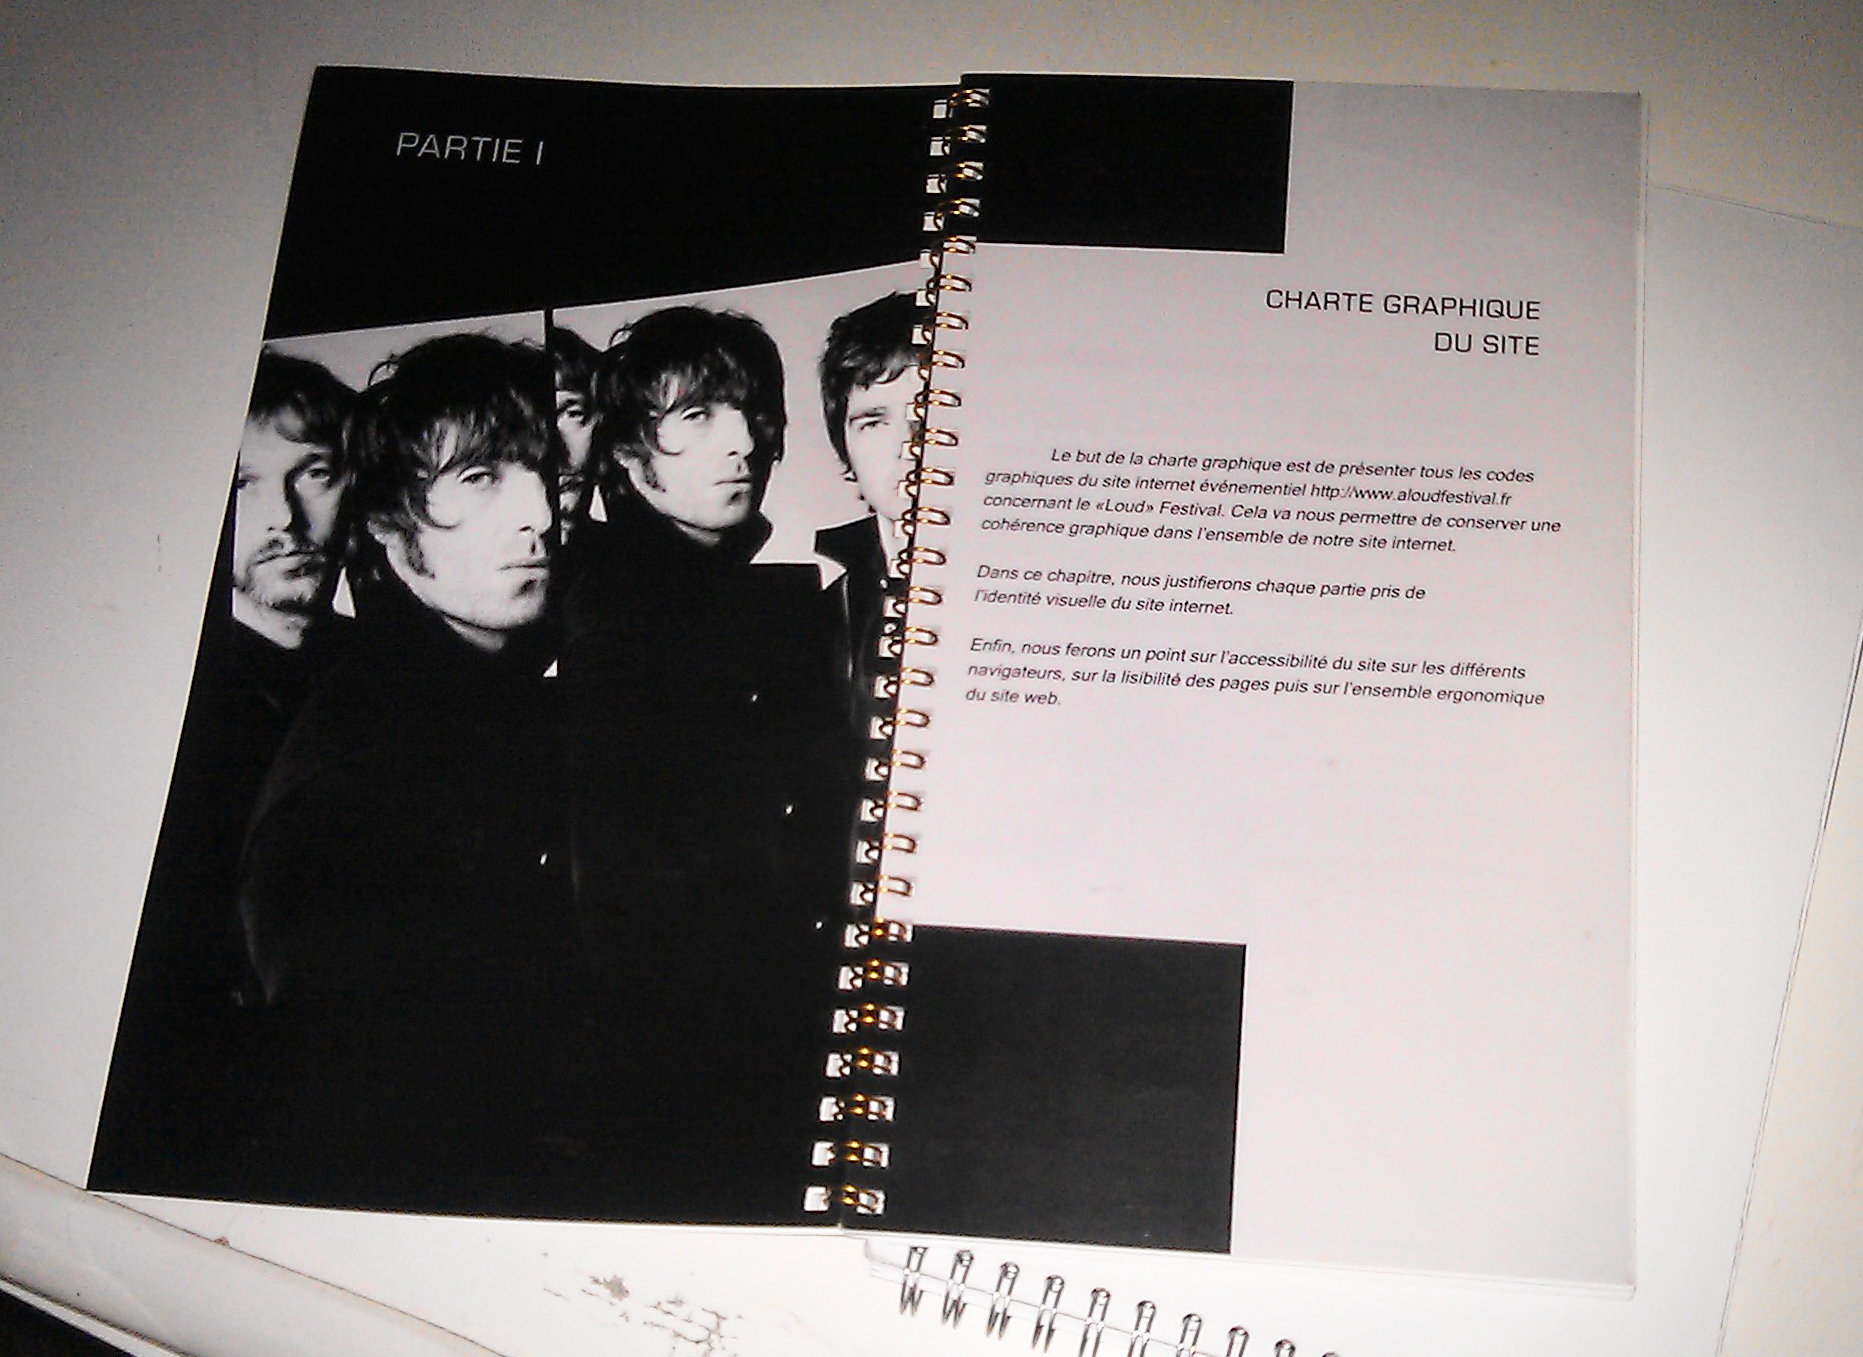 PARTIE I
CHARTE GRAPHIQUE
DU SITE
Le but de la charte graphique est de présenter tous les codes
graphiques du site internet événementiel http://www.aloudfestival.fr
concernant le «Loud» Festival. Cela va nous permettre de conserver une
cohérence graphique dans l'ensemble de notre site internet.
Dans ce chapitre, nous justifierons chaque partie pris de
l'identité visuelle du site internet.
Enfin, nous ferons un point sur l'accessibilité du site sur les différents
navigateurs, sur la lisibilité des pages puis sur l'ensemble ergonomique
du site web.